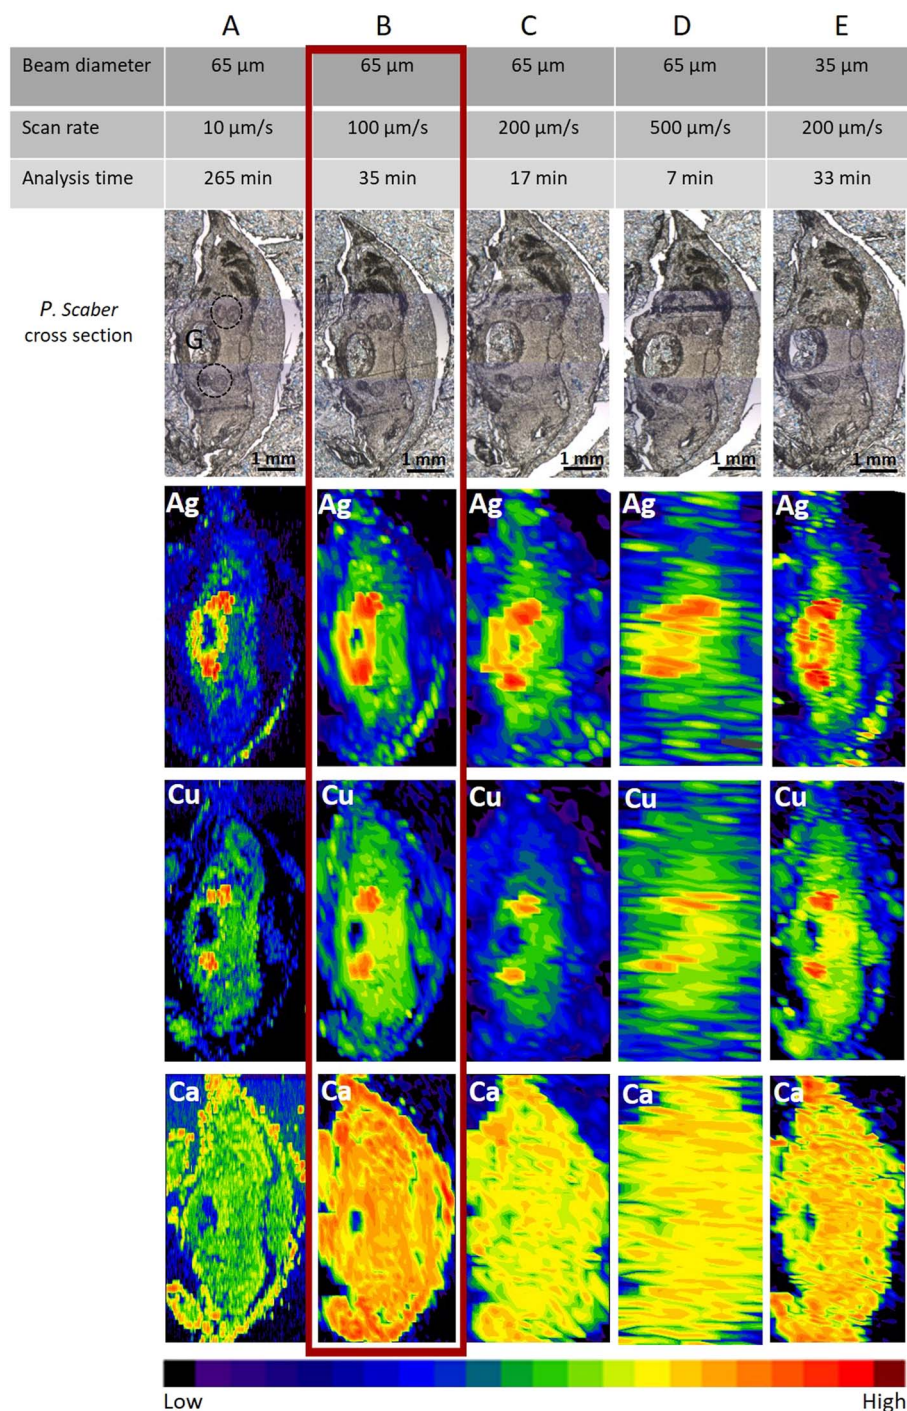 A B C D E
Beam diameter 65 µm 65 µm 65 µm 65 µm 35 µm
Scan rate 10 µm/s 100 µm/s 200 µm/s 500 µm/s 200 µm/s
Analysis time 265 min 35 min 17 min 7 min 33 min
P. Scaber
cross section
G
1 mm 1 mm 1 mm 1 mm 1 mm
Ag Ag Ag Ag Ag
Cu Cu Cu Cu Cu
Ca Ca Ca Ca Ca
Low High